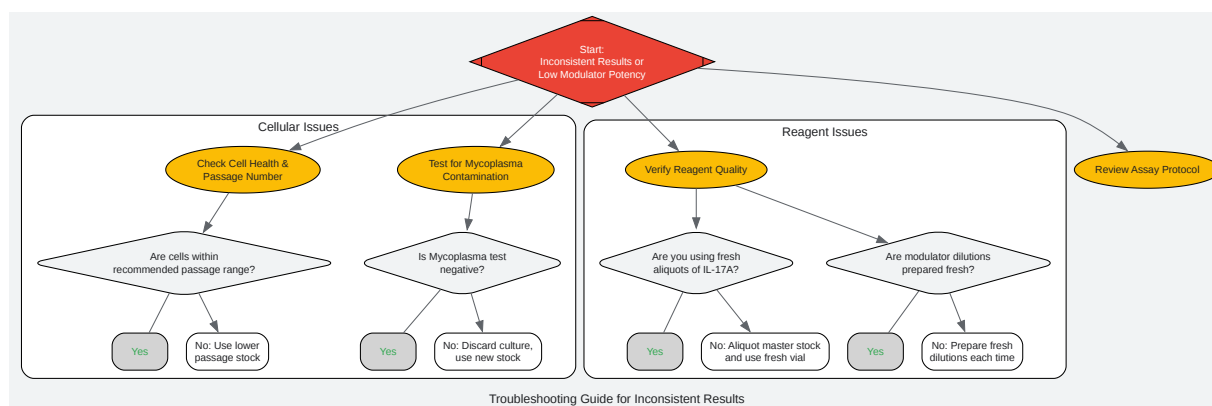 Start:
Inconsistent Results or
Low Modulator Potency
Cellular Issues
Reagent Issues
Check Cell Health &
Passage Number
Test for Mycoplasma
Contamination
Verify Reagent Quality
Review Assay Protocol
Are cells within
recommended passage range?
Is Mycoplasma test
negative?
Are you using fresh
aliquots of IL-17A?
Are modulator dilutions
prepared fresh?
Yes
No: Use lower
passage stock
Yes
No: Discard culture,
use new stock
Yes
No: Aliquot master stock
and use fresh vial
Yes
No: Prepare fresh
dilutions each time
Troubleshooting Guide for Inconsistent Results